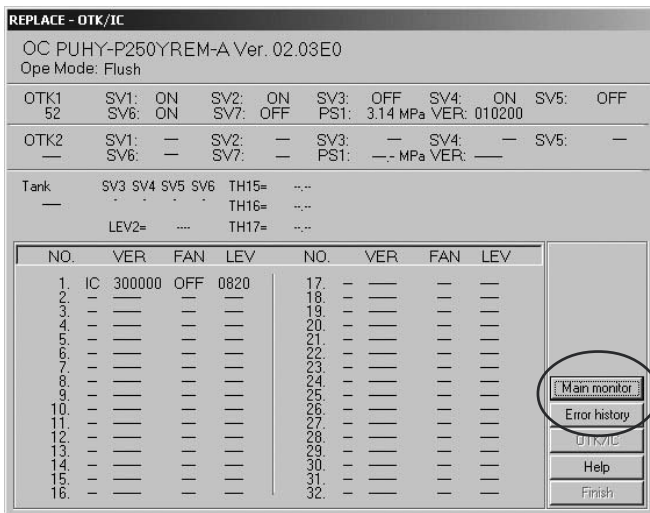 REPLACE - OTK/IC
OC PUHY-P250YREM-A Ver. 02.03E0
Ope Mode: Flush
OTK1 SV1: ON SV2: ON SV3: OFF SV4: ON SV5: OFF
52 SV6: ON SV7: OFF PS1: 3.14 MPa VER: 010200
OTK2 SV1: — SV2: — SV3: — SV4: — SV5: —
— SV6: — SV7: — PS1: —.- MPa VER: —
Tank SV3 SV4 SV5 SV6 TH15= --.--
— - - - - TH16= --.--
LEV2= ---- TH17= --.--
NO. VER FAN LEV NO. VER FAN LEV
1. IC 300000 OFF 0820 17. — — — —
2. — — — — 18. — — — —
3. — — — — 19. — — — —
4. — — — — 20. — — — —
5. — — — — 21. — — — —
6. — — — — 22. — — — —
7. — — — — 23. — — — —
8. — — — — 24. — — — —
9. — — — — 25. — — — —
10. — — — — 26. — — — —
11. — — — — 27. — — — —
12. — — — — 28. — — — —
13. — — — — 29. — — — —
14. — — — — 30. — — — —
15. — — — — 31. — — — —
16. — — — — 32. — — — —
Main monitor
Error history
OTK/IC
Help
Finish